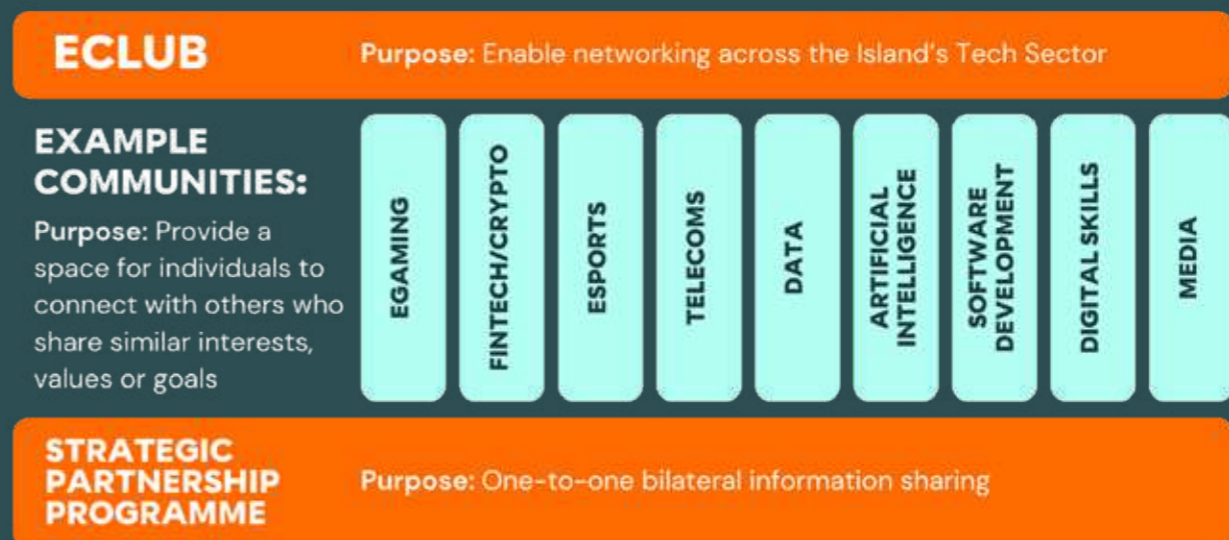 ECLUB
Purpose: Enable networking across the Island's Tech Sector
EXAMPLE
COMMUNITIES:
Purpose: Provide a
space for individuals to
connect with others who
share similar interests,
values or goals
EGAMING
FINTECH/CRYPTO
ESPORTS
TELECOMS
DATA
ARTIFICIAL
INTELLIGENCE
SOFTWARE
DEVELOPMENT
DIGITAL SKILLS
MEDIA
STRATEGIC
PARTNERSHIP
PROGRAMME
Purpose: One-to-one bilateral information sharing